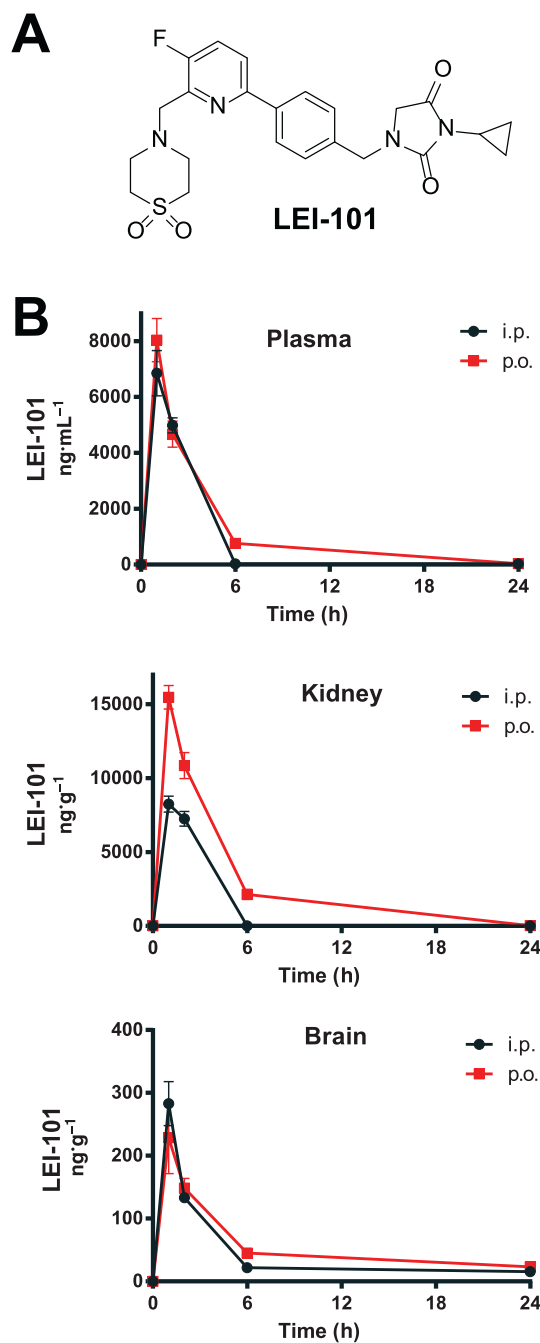 A
F
N
N
S
O
O
O
N
N
O
LEI-101
B
Plasma
i.p.
p.o.
LEI-101
ng·mL⁻¹
8000
6000
4000
2000
0
0 6 12 18 24
Time (h)
Kidney
i.p.
p.o.
LEI-101
ng·g⁻¹
15000
10000
5000
0
0 6 12 18 24
Time (h)
Brain
i.p.
p.o.
LEI-101
ng·g⁻¹
400
300
200
100
0
0 6 12 18 24
Time (h)